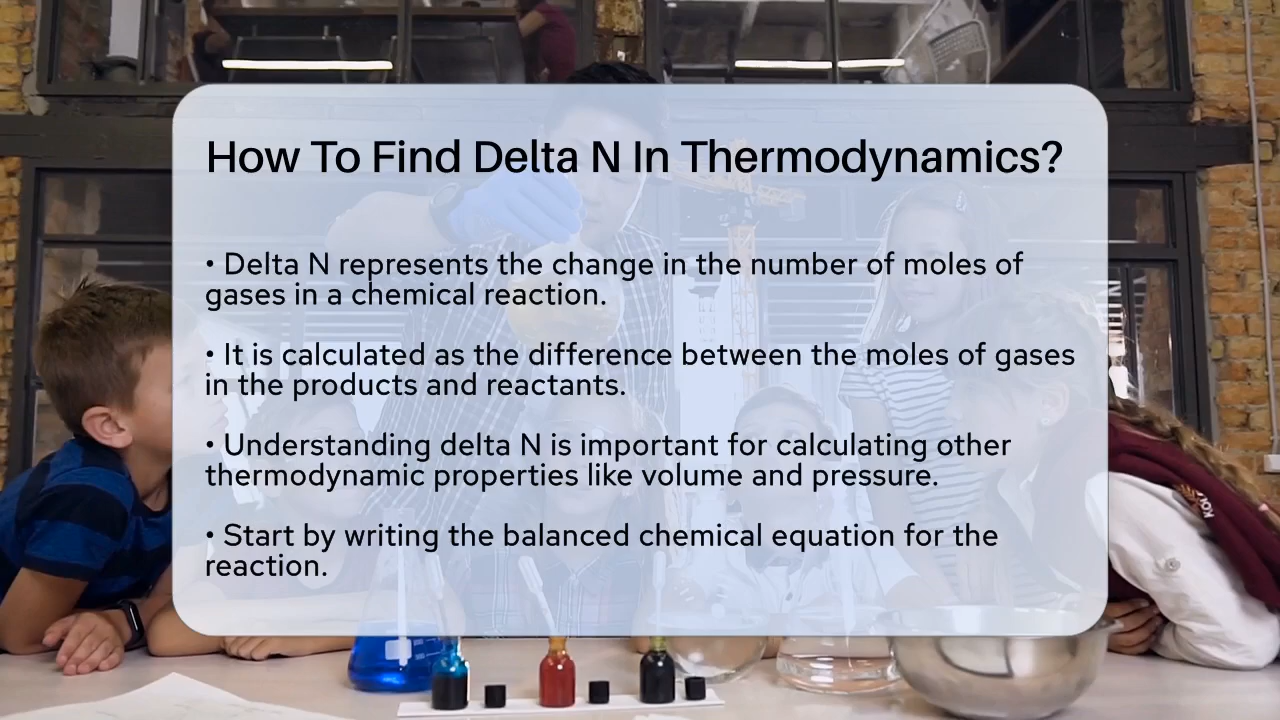 How To Find Delta N In Thermodynamics?
• Delta N represents the change in the number of moles of
gases in a chemical reaction.
• It is calculated as the difference between the moles of gases
in the products and reactants.
• Understanding delta N is important for calculating other
thermodynamic properties like volume and pressure.
• Start by writing the balanced chemical equation for the
reaction.